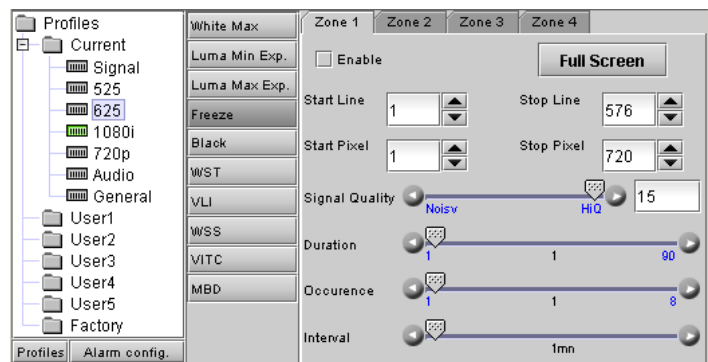 Profiles
Current
Signal
525
625
1080i
720p
Audio
General
User1
User2
User3
User4
User5
Factory
Profiles Alarm config.
White Max
Luma Min Exp.
Luma Max Exp.
Freeze
Black
WST
VLI
WSS
VITC
MBD
Zone 1 Zone 2 Zone 3 Zone 4
Enable Full Screen
Start Line 1 Stop Line 576
Start Pixel 1 Stop Pixel 720
Signal Quality Noisy HiQ 15
Duration 1 1 90
Occurence 1 1 8
Interval 1mn